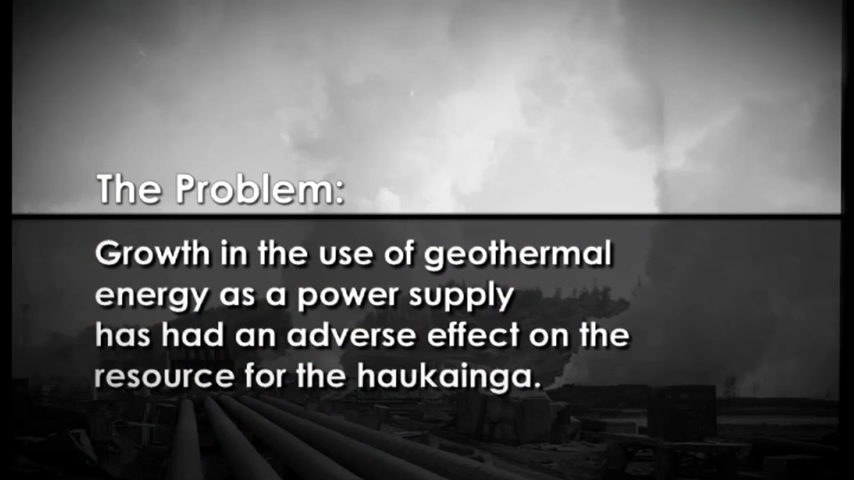 The Problem:
Growth in the use of geothermal
energy as a power supply
has had an adverse effect on the
resource for the haukainga.